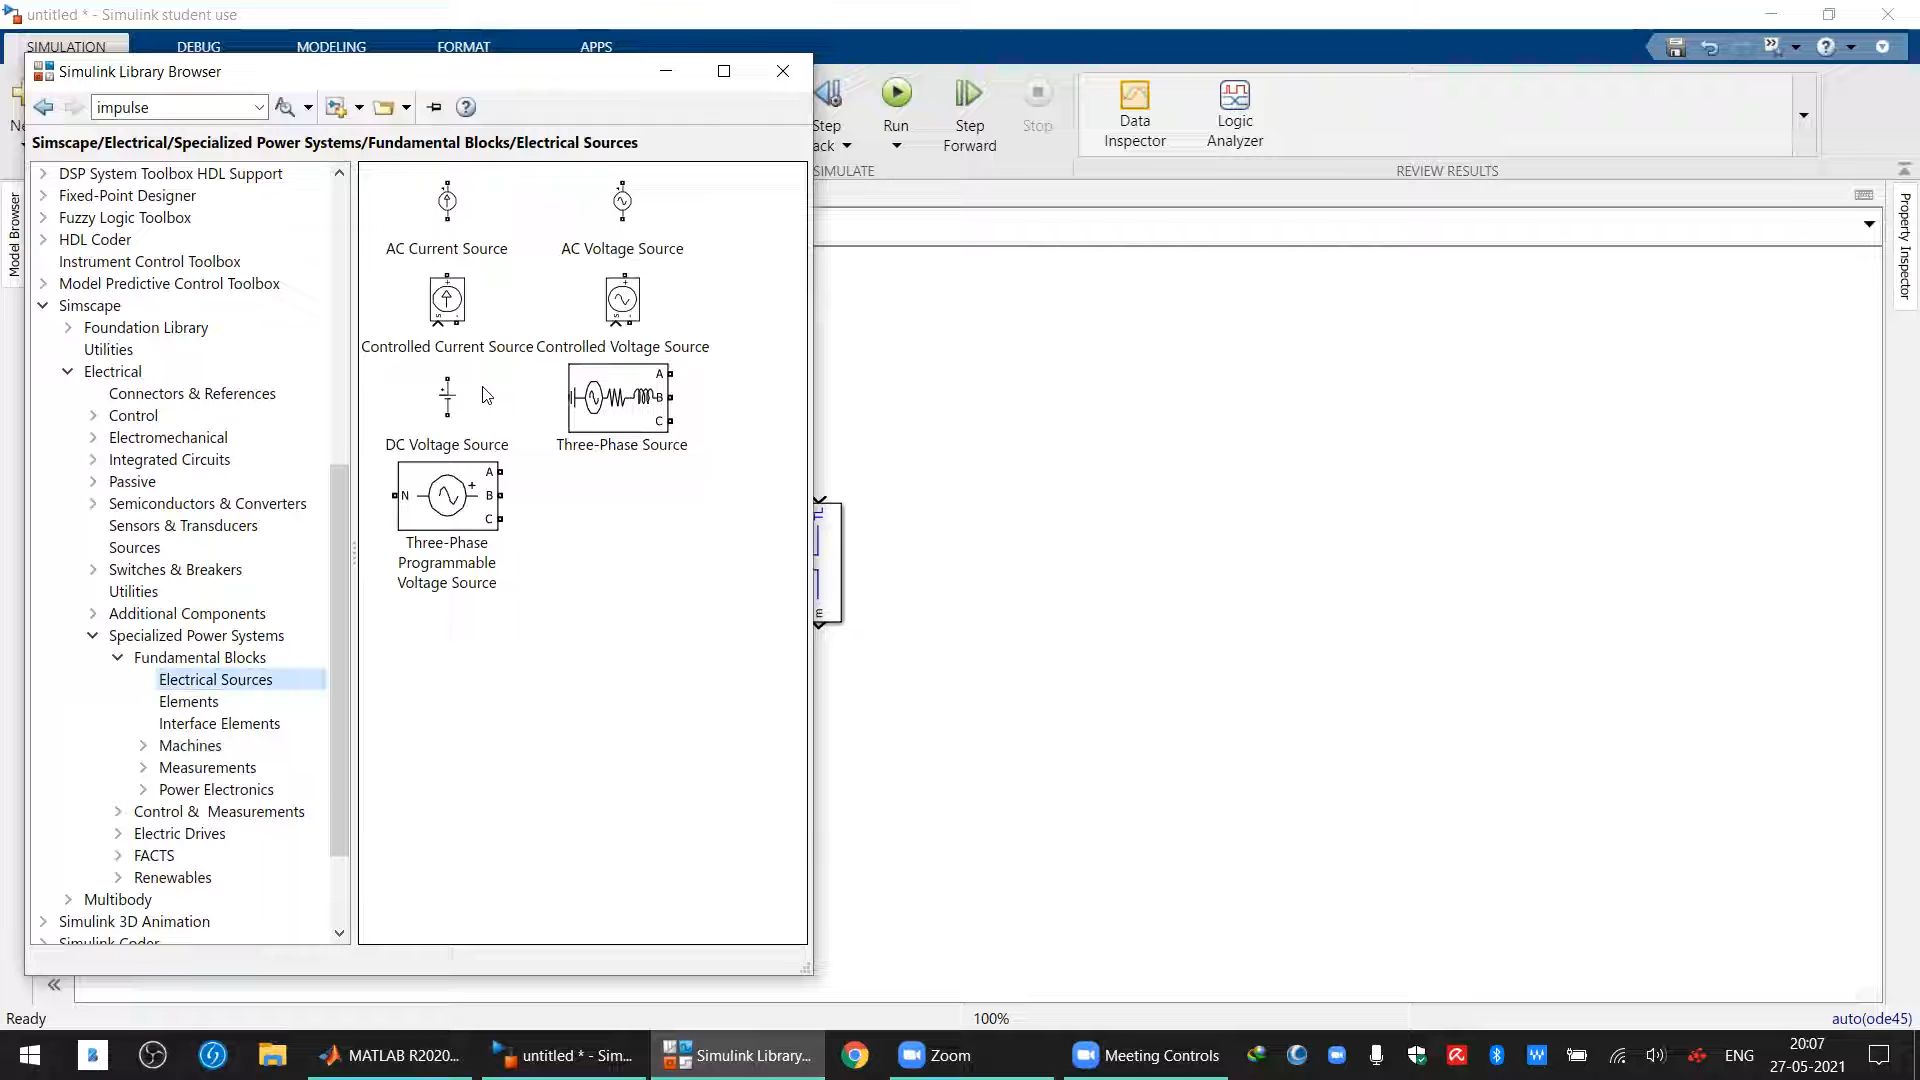 untitled * - Simulink student use
SIMULATION
DEBUG
MODELING
FORMAT
APPS
Simulink Library Browser
impulse
Simscape/Electrical/Specialized Power Systems/Fundamental Blocks/Electrical Sources
DSP System Toolbox HDL Support
Fixed-Point Designer
Fuzzy Logic Toolbox
HDL Coder
Instrument Control Toolbox
Model Predictive Control Toolbox
Simscape
Foundation Library
Utilities
Electrical
Connectors & References
Control
Electromechanical
Integrated Circuits
Passive
Semiconductors & Converters
Sensors & Transducers
Sources
Switches & Breakers
Utilities
Additional Components
Specialized Power Systems
Fundamental Blocks
Electrical Sources
Elements
Interface Elements
Machines
Measurements
Power Electronics
Control & Measurements
Electric Drives
FACTS
Renewables
Multibody
Simulink 3D Animation
Simulink Coder
AC Current Source
AC Voltage Source
Controlled Current Source
Controlled Voltage Source
DC Voltage Source
A
B
C
Three-Phase Source
N
A
B
C
Three-Phase
Programmable
Voltage Source
Step
Run
Step
Forward
Stop
Data
Inspector
Logic
Analyzer
REVIEW RESULTS
Model Browser
Property Inspector
TL
m
Ready
100%
auto(ode45)
MATLAB R2020...
untitled * - Sim...
Simulink Library...
Zoom
Meeting Controls
ENG
20:07
27-05-2021